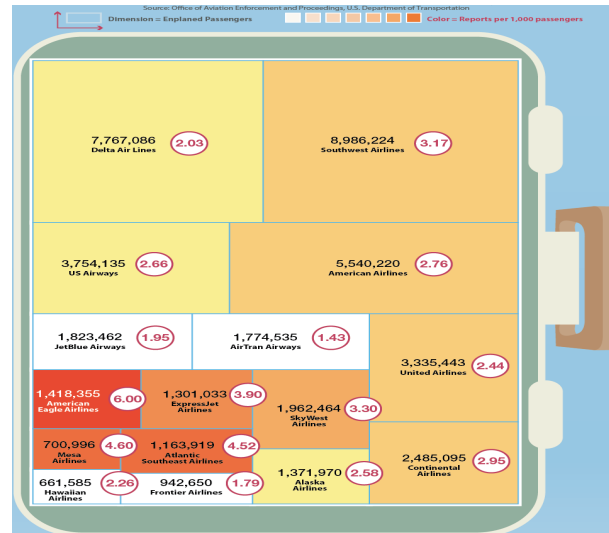 Source: Office of Aviation Enforcement and Proceedings, U.S. Department of Transportation
Dimension = Enplaned Passengers
Color = Reports per 1,000 passengers
7,767,086 2.03
Delta Air Lines
8,986,224 3.17
Southwest Airlines
3,754,135 2.66
US Airways
5,540,220 2.76
American Airlines
1,823,462 1.95
JetBlue Airways
1,774,535 1.43
AirTran Airways
3,335,443 2.44
United Airlines
1,418,355 6.00
American
Eagle Airlines
1,301,033 3.90
ExpressJet
Airlines
1,962,464 3.30
SkyWest
Airlines
700,996 4.60
Mesa
Airlines
1,163,919 4.52
Atlantic
Southeast Airlines
2,485,095 2.95
Continental
Airlines
661,585 2.26
Hawaiian
Airlines
942,650 1.79
Frontier Airlines
1,371,970 2.58
Alaska
Airlines